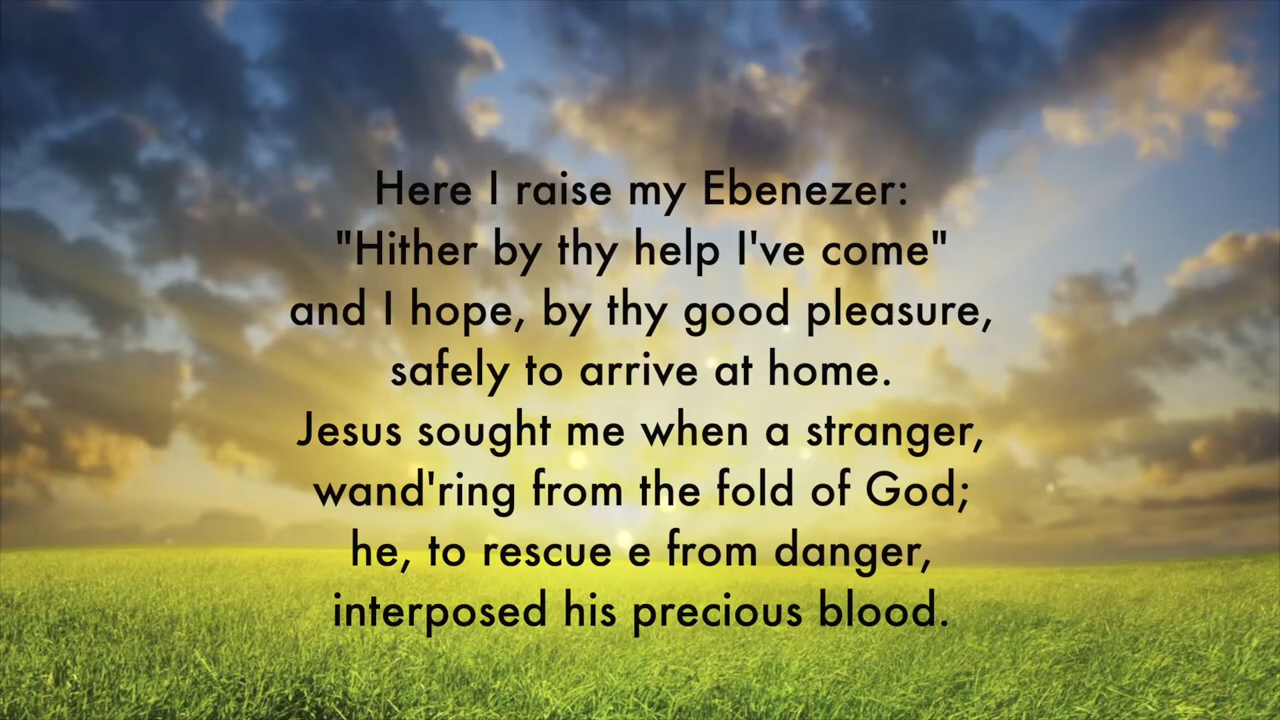 Here I raise my Ebenezer:
"Hither by thy help I've come"
and I hope, by thy good pleasure,
safely to arrive at home.
Jesus sought me when a stranger,
wand'ring from the fold of God;
he, to rescue e from danger,
interposed his precious blood.